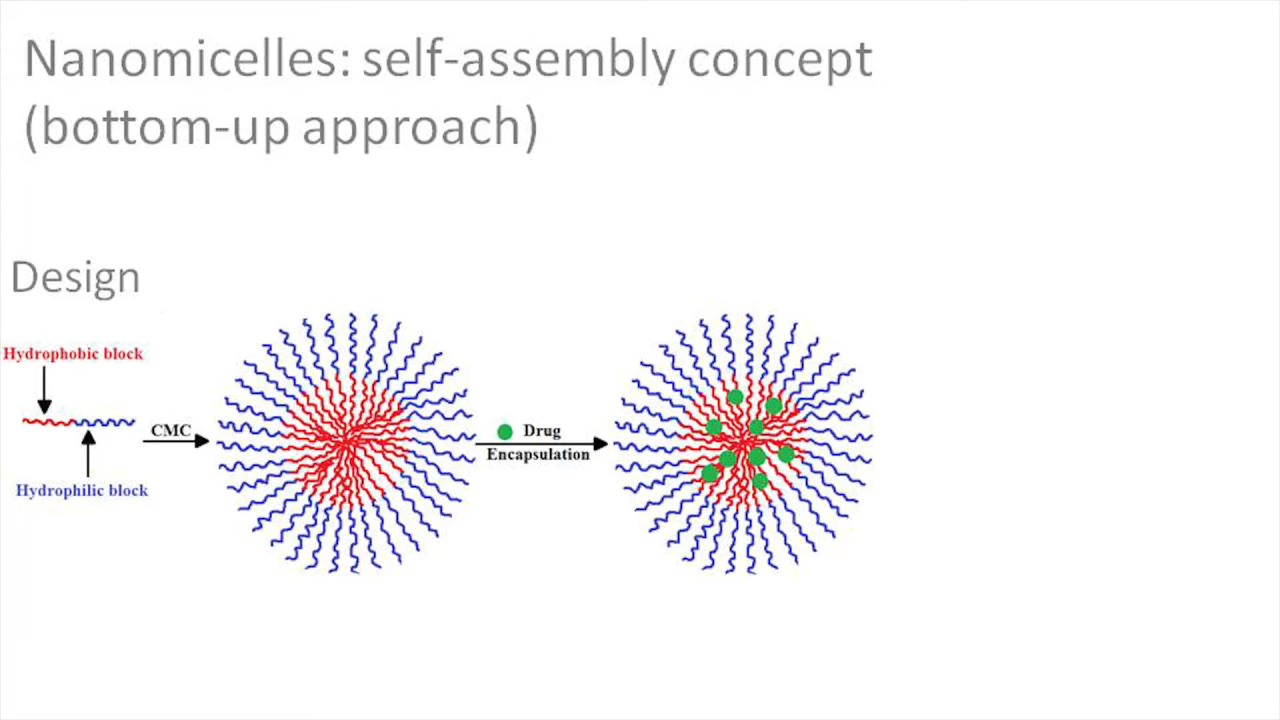 Nanomicelles: self-assembly concept
(bottom-up approach)
Design
Hydrophobic block
Hydrophilic block
CMC
Drug
Encapsulation